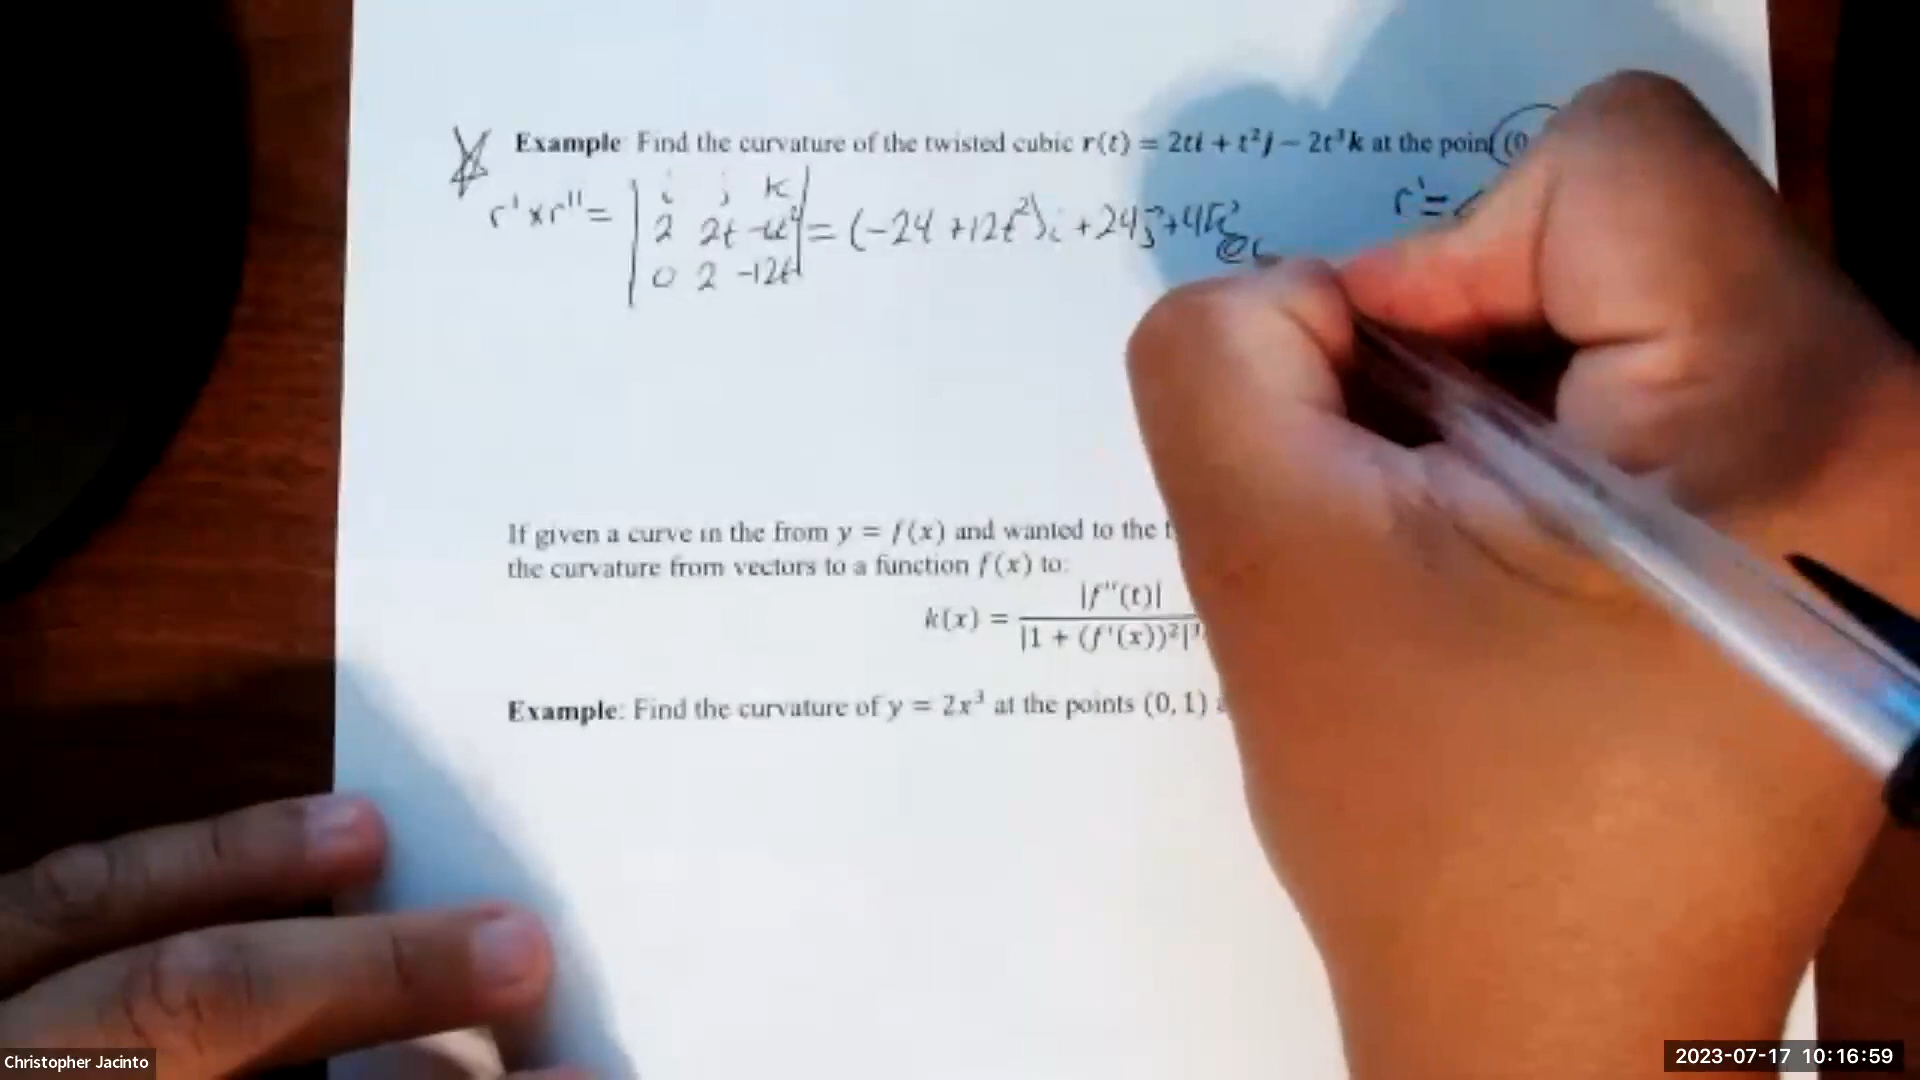 Example: Find the curvature of the twisted cubic r(t) = 2ti + t²j − 2t³k at the point (0
r' =
i j k
r' x r'' = 2 2t = (-24 +12t²)i +24j +4k
0 2 -12t
If given a curve in the from y = f(x) and wanted to the
the curvature from vectors to a function f(x) to:
k(x) = |f''(t)| / |1 + (f'(x))²|
Example: Find the curvature of y = 2x³ at the points (0, 1)
Christopher Jacinto
2023-07-17 10:16:59